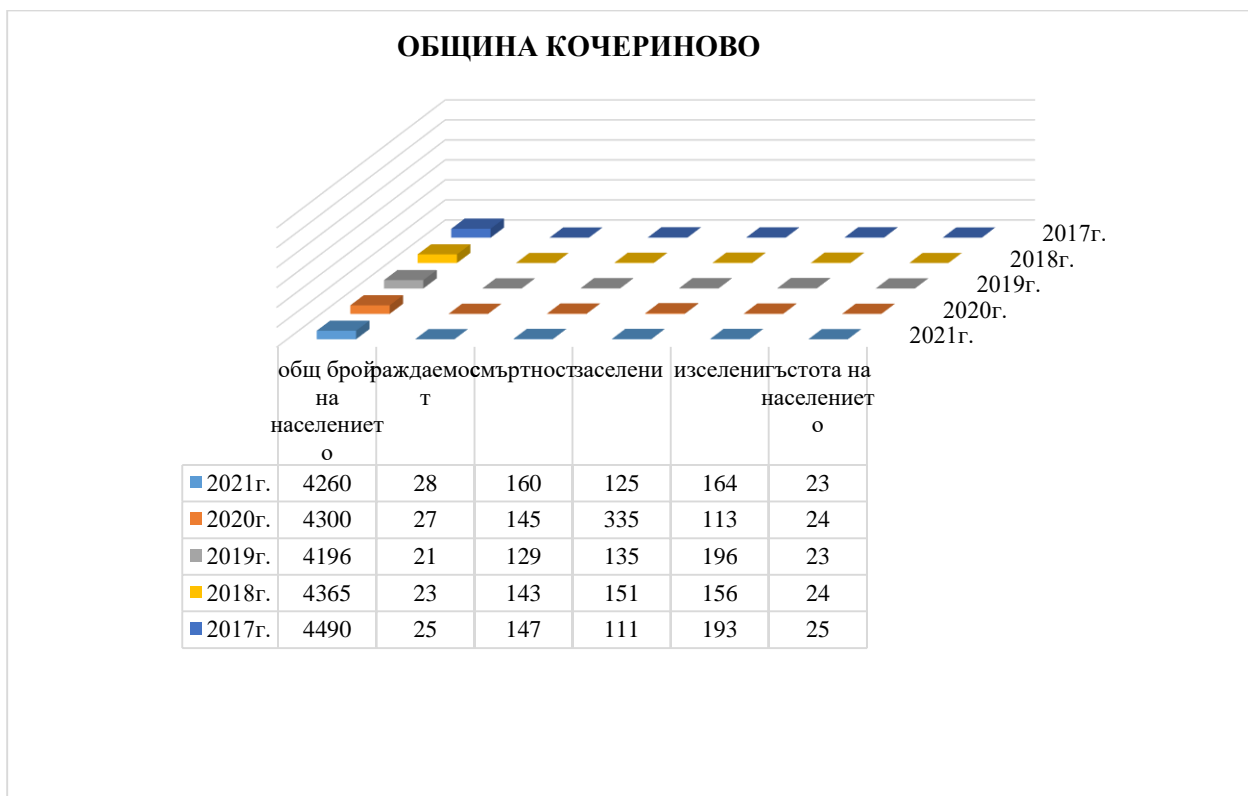 ОБЩИНА КОЧЕРИНОВО
2017г.
2018г.
2019г.
2020г.
2021г.
общ брой на населението раждаемост смъртност заселени изселени гъстота на населението
2021г. 4260 28 160 125 164 23
2020г. 4300 27 145 335 113 24
2019г. 4196 21 129 135 196 23
2018г. 4365 23 143 151 156 24
2017г. 4490 25 147 111 193 25